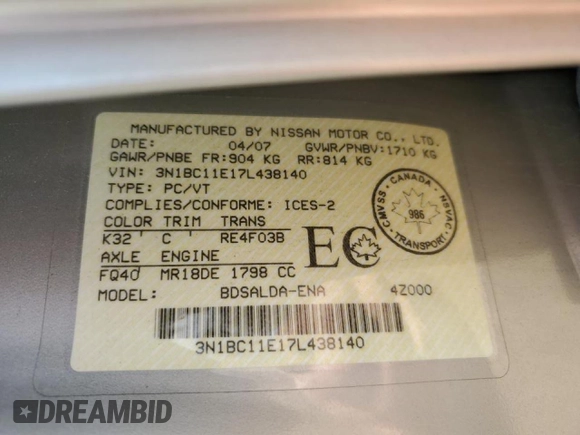 MANUFACTURED BY NISSAN MOTOR CO., LTD.
DATE: 04/07 GVWR/PNBV:1710 KG
GAWR/PNBE FR:904 KG RR:814 KG
VIN: 3N1BC11E17L438140
TYPE: PC/VT
COMPLIES/CONFORME: ICES-2
COLOR TRIM TRANS
K32 C RE4F03B
AXLE ENGINE
FQ40 MR18DE 1798 CC
MODEL: BDSALDA-ENA 4Z000
EC
CMVSS - CANADA - NSVAC
986
TRANSPORT
3N1BC11E17L438140
DREAMBID